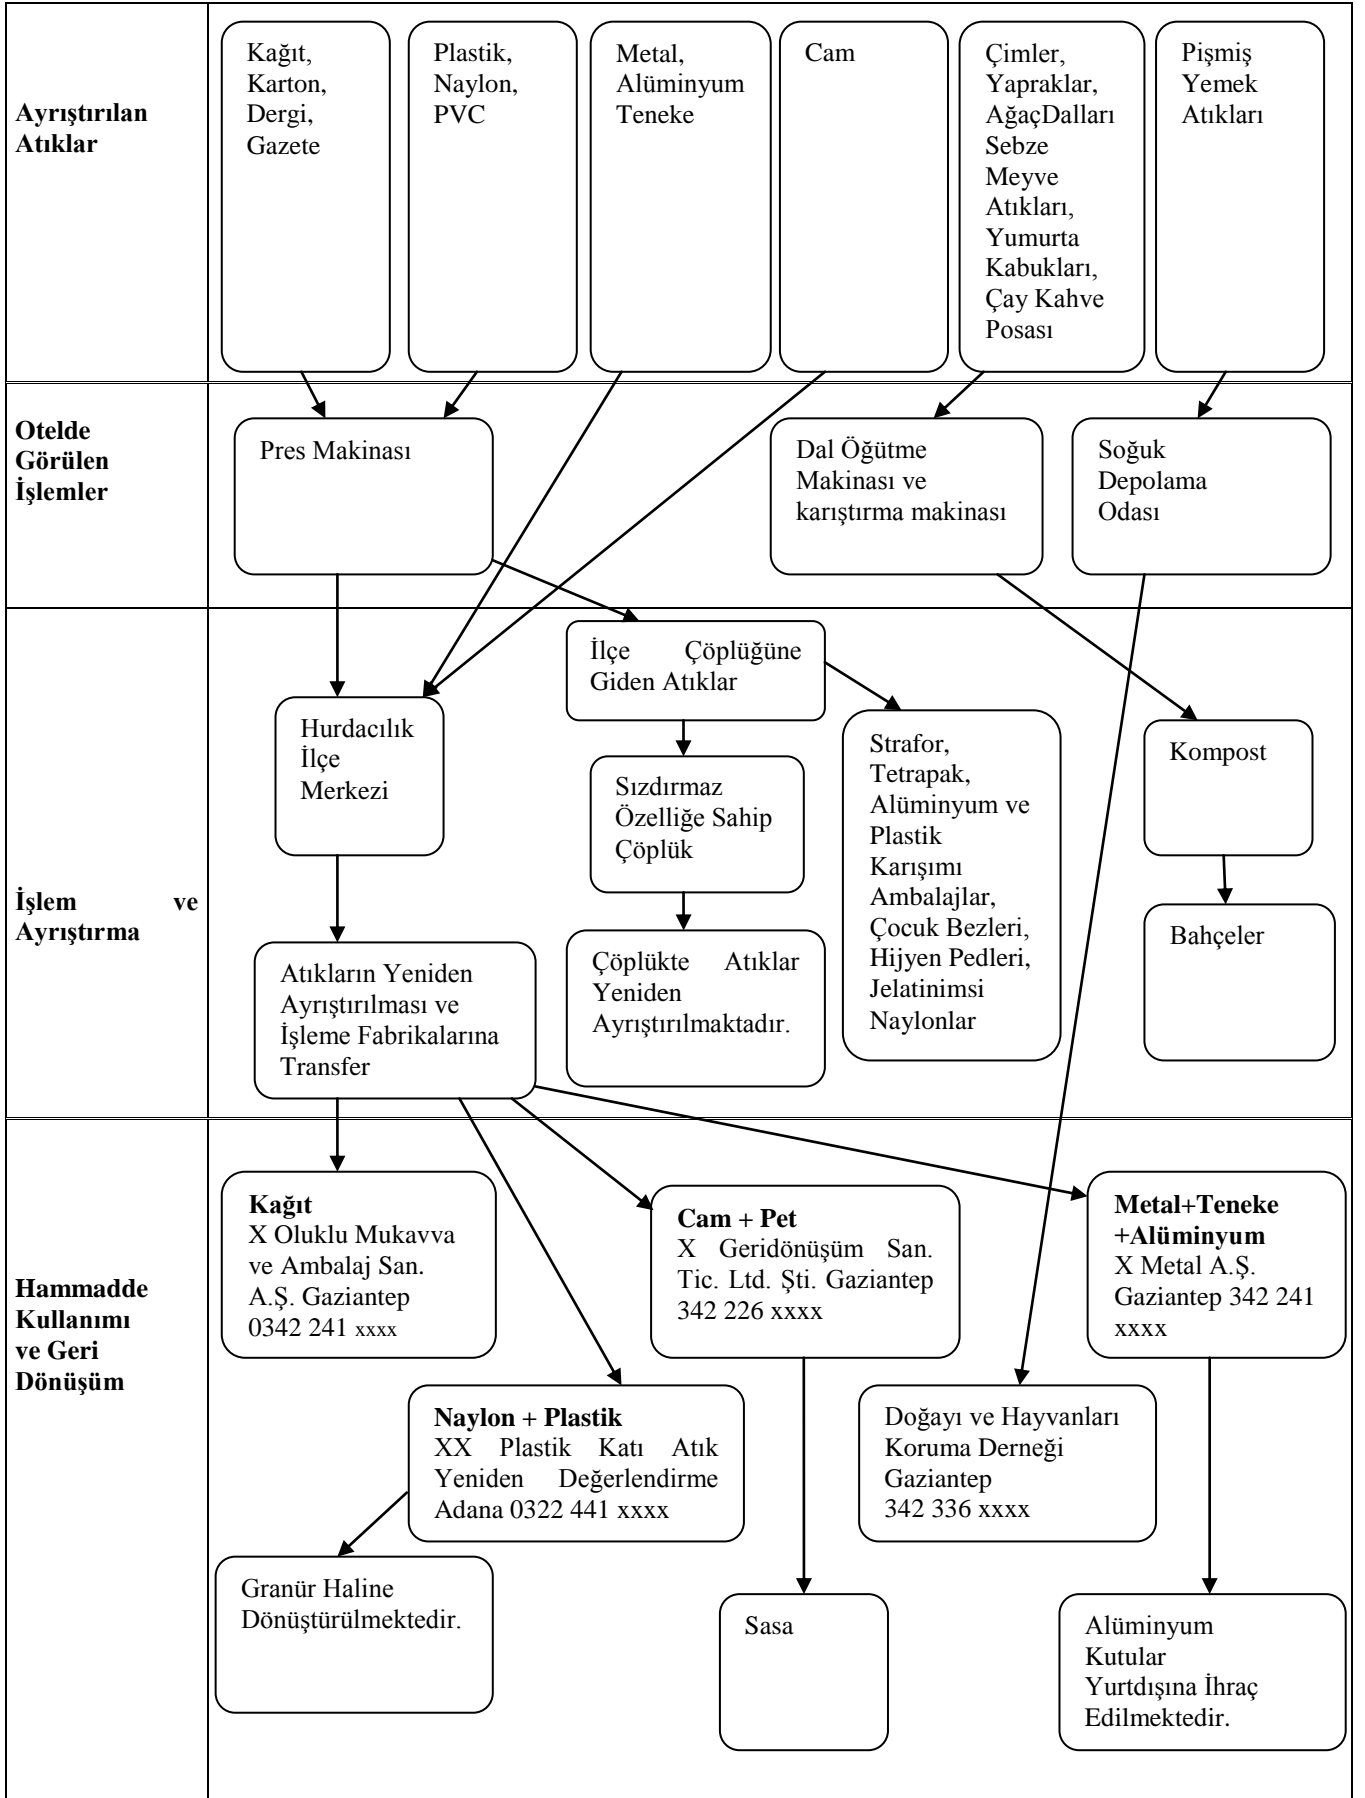 Ayrıştırılan
Atıklar
Kağıt,
Karton,
Dergi,
Gazete
Plastik,
Naylon,
PVC
Metal,
Alüminyum
Teneke
Cam
Çimler,
Yapraklar,
AğaçDalları
Sebze
Meyve
Atıkları,
Yumurta
Kabukları,
Çay Kahve
Posası
Pişmiş
Yemek
Atıkları
Otelde
Görülen
İşlemler
Pres Makinası
Dal Öğütme
Makinası ve
karıştırma makinası
Soğuk
Depolama
Odası
İşlem ve
Ayrıştırma
Hurdacılık
İlçe
Merkezi
İlçe Çöplüğüne
Giden Atıklar
Sızdırmaz
Özelliğe Sahip
Çöplük
Strafor,
Tetrapak,
Alüminyum ve
Plastik
Karışımı
Ambalajlar,
Çocuk Bezleri,
Hijyen Pedleri,
Jelatinimsi
Naylonlar
Kompost
Bahçeler
Atıkların Yeniden
Ayrıştırılması ve
İşleme Fabrikalarına
Transfer
Çöplükte Atıklar
Yeniden
Ayrıştırılmaktadır.
Hammadde
Kullanımı
ve Geri
Dönüşüm
Kağıt
X Oluklu Mukavva
ve Ambalaj San.
A.Ş. Gaziantep
0342 241 xxxx
Cam + Pet
X Geridönüşüm San.
Tic. Ltd. Şti. Gaziantep
342 226 xxxx
Metal+Teneke
+Alüminyum
X Metal A.Ş.
Gaziantep 342 241
xxxx
Naylon + Plastik
XX Plastik Katı Atık
Yeniden Değerlendirme
Adana 0322 441 xxxx
Doğayı ve Hayvanları
Koruma Derneği
Gaziantep
342 336 xxxx
Granür Haline
Dönüştürülmektedir.
Sasa
Alüminyum
Kutular
Yurtdışına İhraç
Edilmektedir.